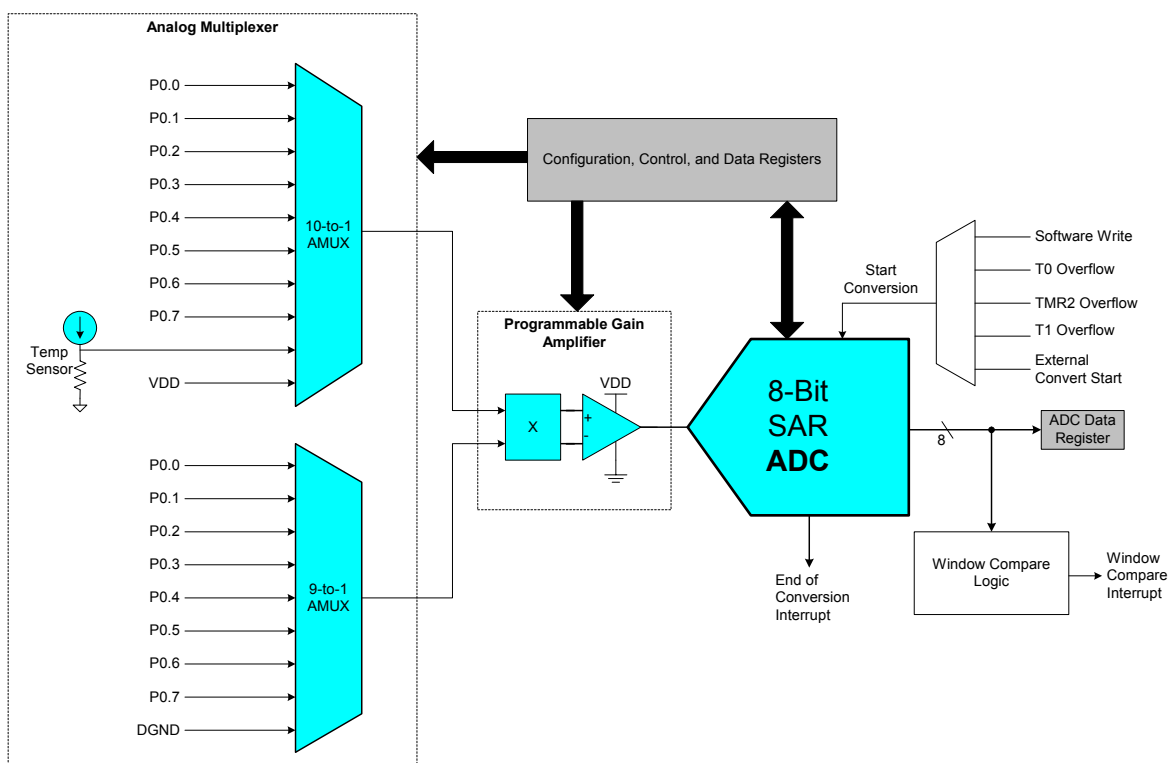 Analog Multiplexer
P0.0
P0.1
P0.2
P0.3
P0.4
P0.5
P0.6
P0.7
Temp
Sensor
VDD
10-to-1
AMUX
P0.0
P0.1
P0.2
P0.3
P0.4
P0.5
P0.6
P0.7
DGND
9-to-1
AMUX
Configuration, Control, and Data Registers
Programmable Gain
Amplifier
VDD
X
+
-
Start
Conversion
Software Write
T0 Overflow
TMR2 Overflow
T1 Overflow
External
Convert Start
8-Bit
SAR
ADC
8
ADC Data
Register
End of
Conversion
Interrupt
Window Compare
Logic
Window
Compare
Interrupt